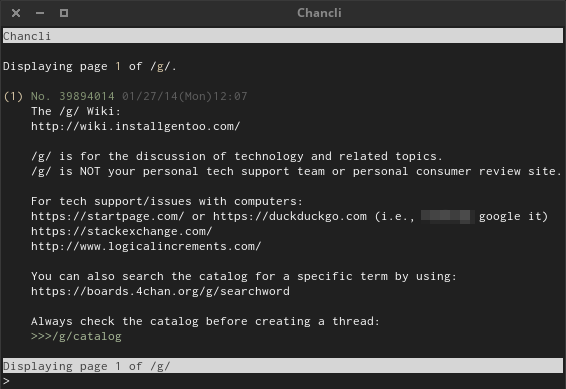 Chancli
Chancli
Displaying page 1 of /g/.
(1) No. 39894014 01/27/14(Mon)12:07
The /g/ Wiki:
http://wiki.installgentoo.com/
/g/ is for the discussion of technology and related topics.
/g/ is NOT your personal tech support team or personal consumer review site.
For tech support/issues with computers:
https://startpage.com/ or https://duckduckgo.com (i.e., google it)
https://stackexchange.com/
http://www.logicalincrements.com/
You can also search the catalog for a specific term by using:
https://boards.4chan.org/g/searchword
Always check the catalog before creating a thread:
>>>/g/catalog
Displaying page 1 of /g/
>